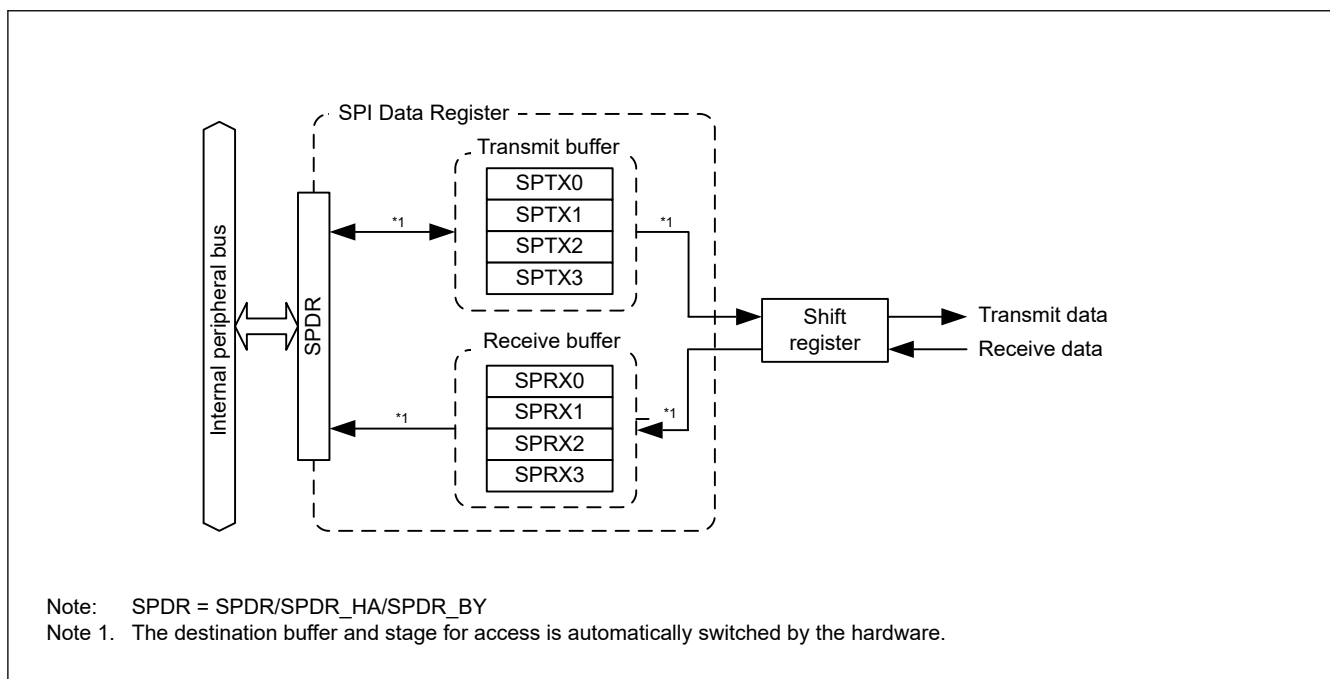 SPI Data Register
Transmit buffer
SPTX0
SPTX1
SPTX2
SPTX3
*1
*1
Internal peripheral bus
SPDR
Shift
register
Transmit data
Receive data
Receive buffer
SPRX0
SPRX1
SPRX2
SPRX3
*1
*1
Note: SPDR = SPDR/SPDR_HA/SPDR_BY
Note 1. The destination buffer and stage for access is automatically switched by the hardware.